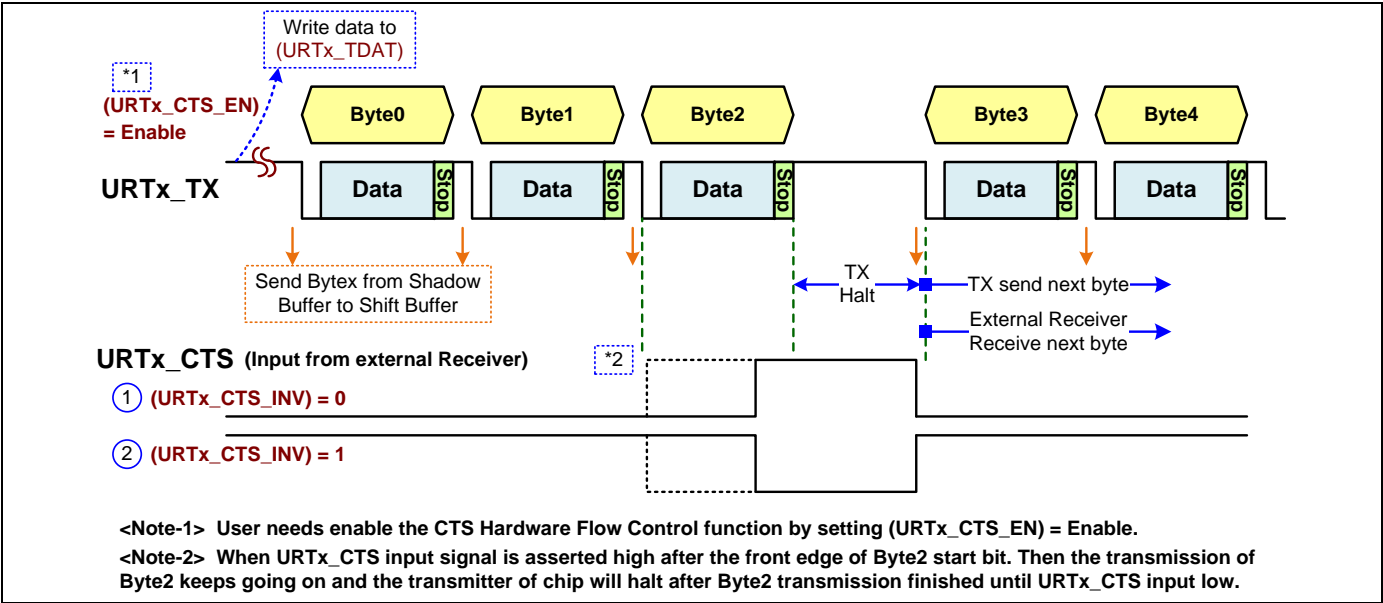 Write data to
(URTx_TDAT)
*1
(URTx_CTS_EN)
= Enable
Byte0
Byte1
Byte2
Byte3
Byte4
URTx_TX
Data
Stop
Data
Stop
Data
Stop
Data
Stop
Data
Stop
Send Bytex from Shadow
Buffer to Shift Buffer
TX
Halt
TX send next byte
External Receiver
Receive next byte
URTx_CTS (Input from external Receiver)
*2
1 (URTx_CTS_INV) = 0
2 (URTx_CTS_INV) = 1
<Note-1> User needs enable the CTS Hardware Flow Control function by setting (URTx_CTS_EN) = Enable.
<Note-2> When URTx_CTS input signal is asserted high after the front edge of Byte2 start bit. Then the transmission of
Byte2 keeps going on and the transmitter of chip will halt after Byte2 transmission finished until URTx_CTS input low.